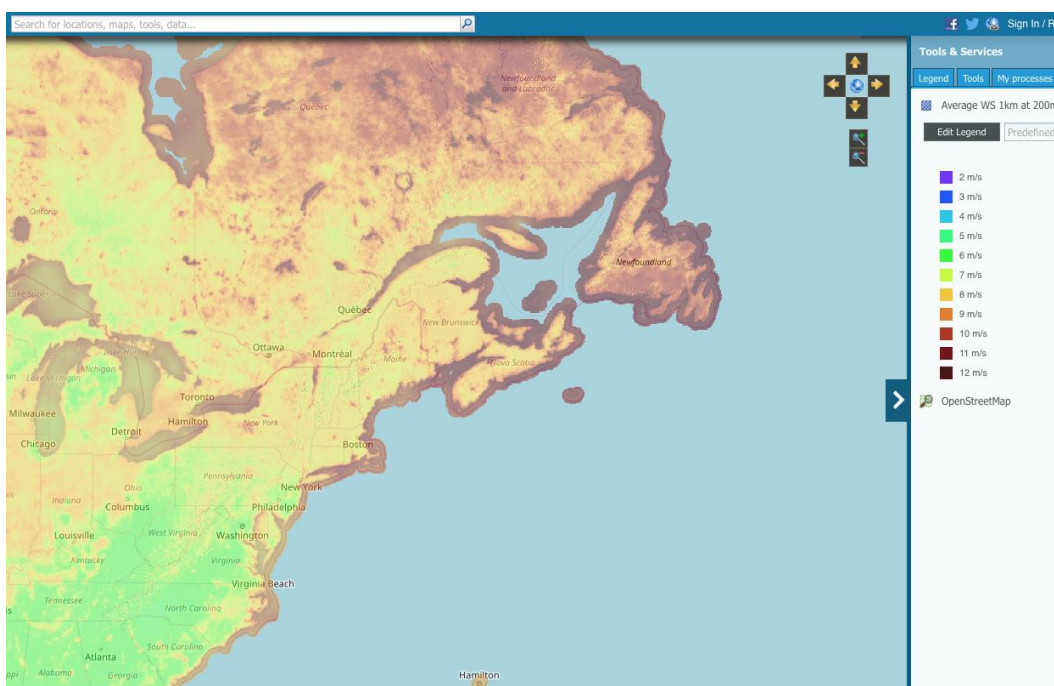 Search for locations, maps, tools, data...
Sign In / R
Tools & Services
Legend
Tools
My processes
Average WS 1km at 200m
Edit Legend
Predefined
2 m/s
3 m/s
4 m/s
5 m/s
6 m/s
7 m/s
8 m/s
9 m/s
10 m/s
11 m/s
12 m/s
OpenStreetMap
Newfoundland
and Labrador
Québec
Ontario
Newfoundland
Lake Superior
Québec
New Brunswick
Ottawa
Montréal
Maine
Nova Scotia
Lake Huron
Michigan
Lake Michigan
Toronto
Milwaukee
Hamilton
New York
Detroit
Chicago
Boston
Pennsylvania
New York
Ohio
Indiana
Columbus
Philadelphia
Louisville
West Virginia
Washington
Kentucky
Virginia
Virginia Beach
Tennessee
North Carolina
South Carolina
Atlanta
Alabama
Georgia
Hamilton